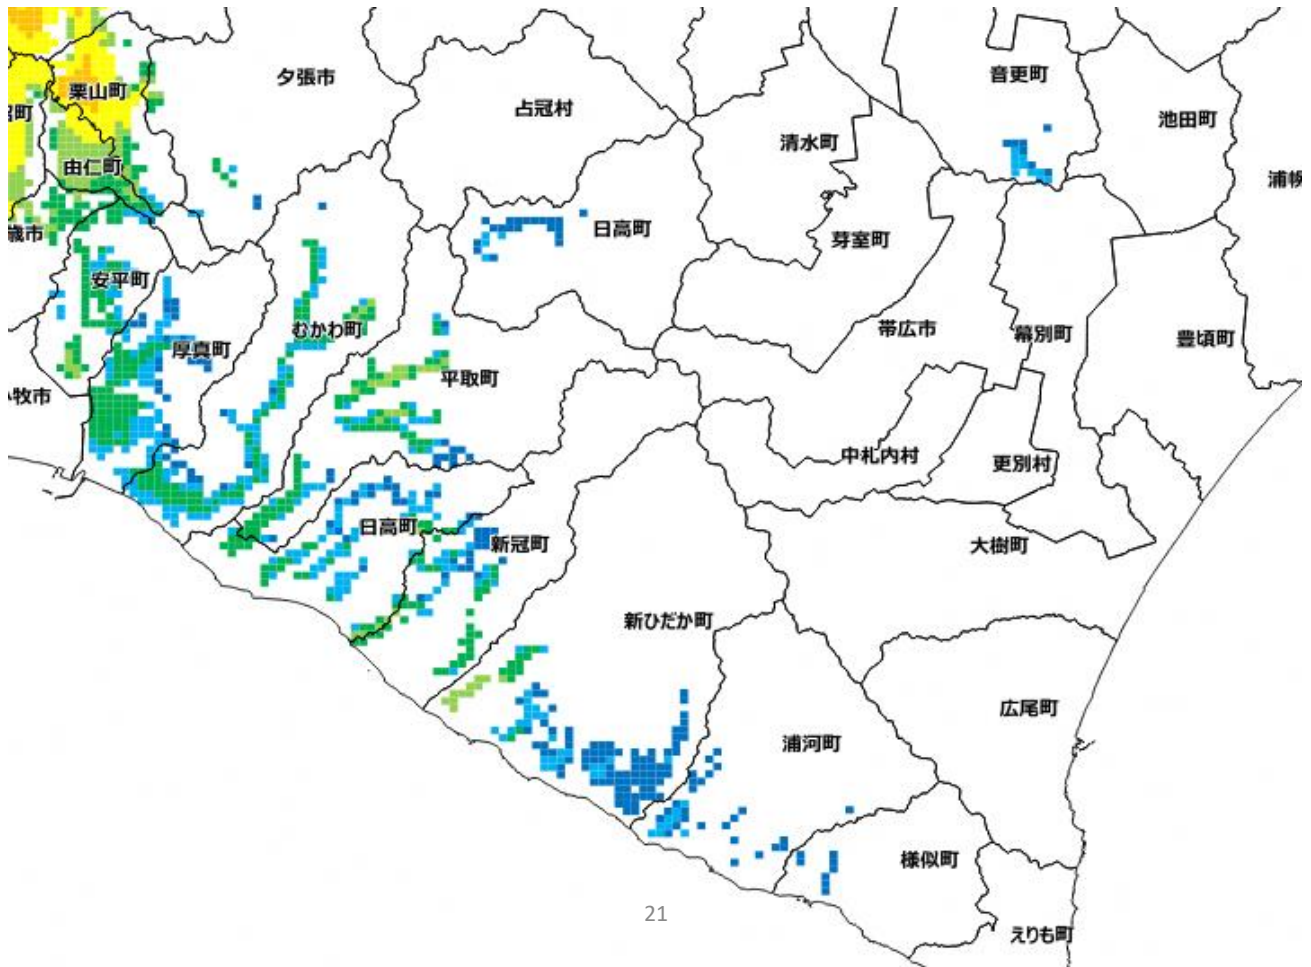 夕張市
音更町
栗山町
占冠村
池田町
町
清水町
由仁町
浦幌
日高町
歳市
芽室町
安平町
むかわ町
帯広市
幕別町
豊頃町
厚真町
平取町
牧市
中札内村
更別村
日高町
新冠町
大樹町
新ひだか町
広尾町
浦河町
様似町
21
えりも町